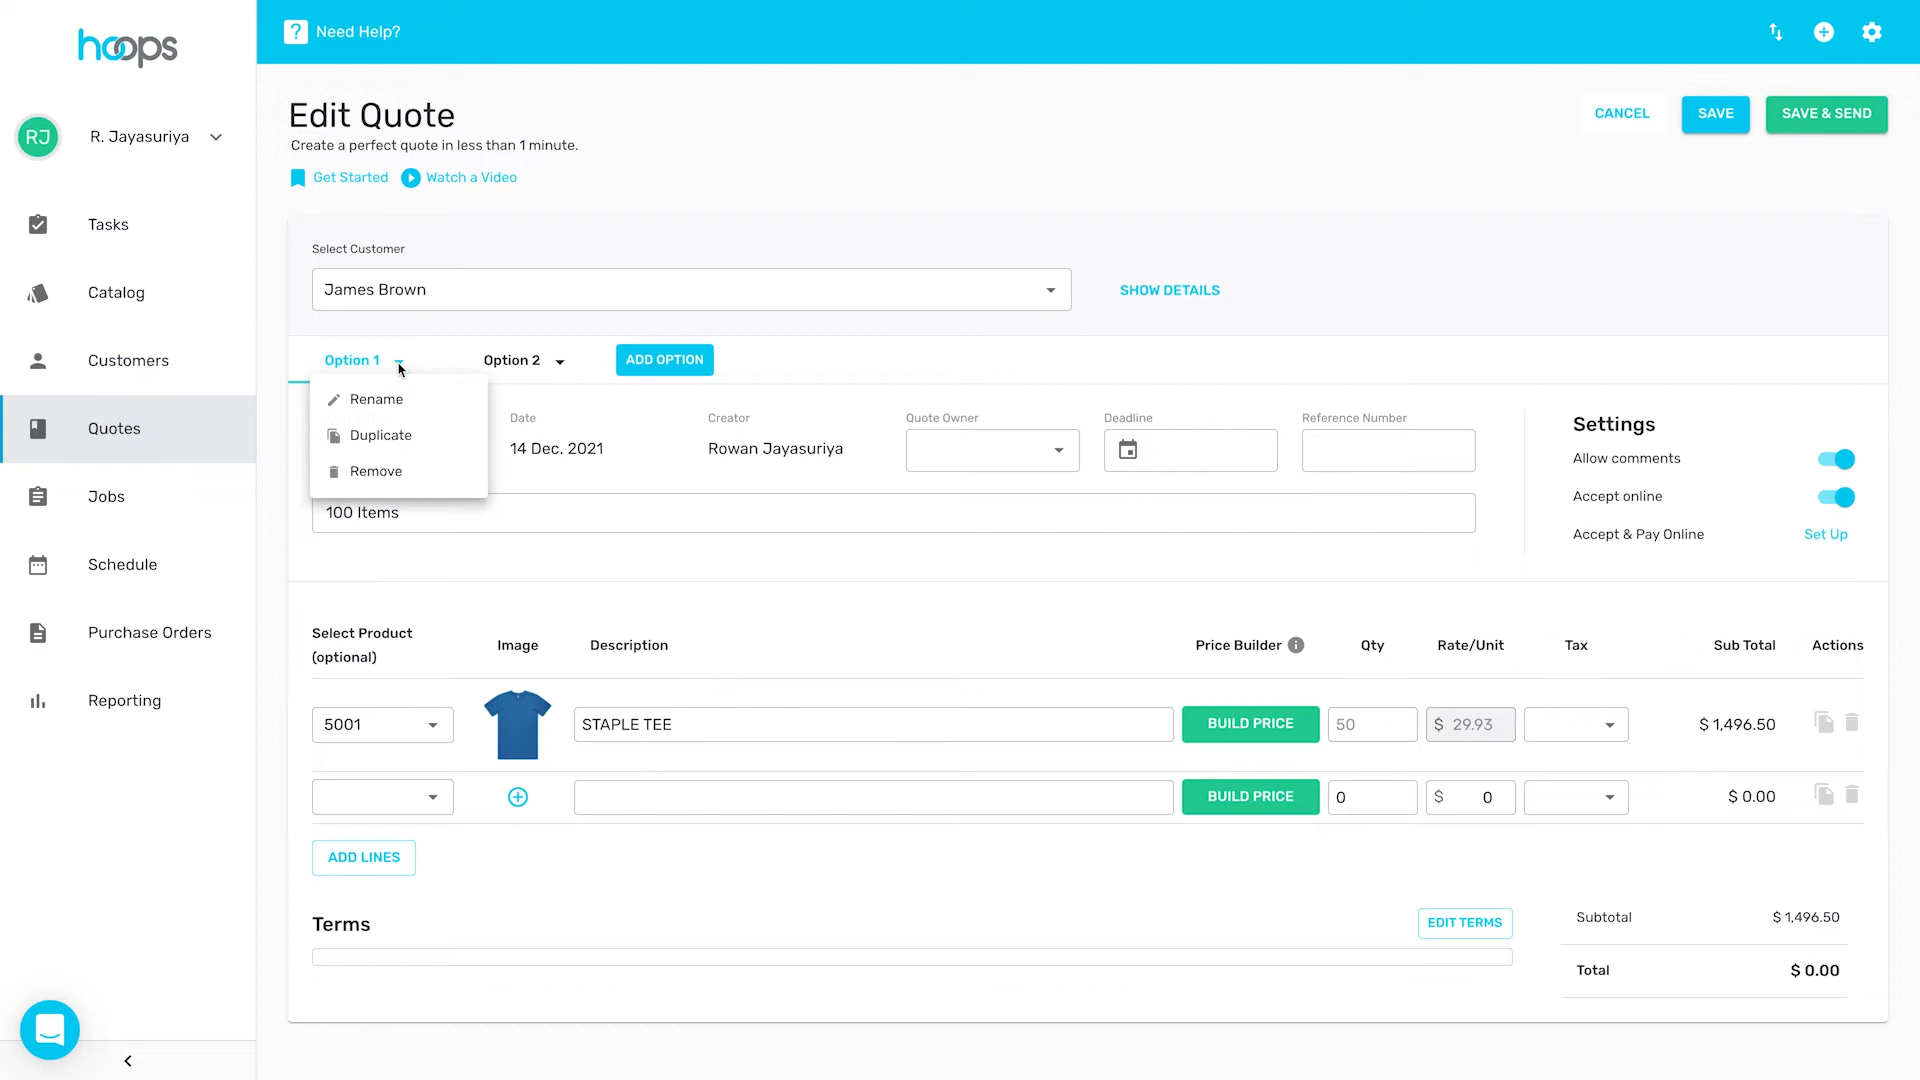 hoops
? Need Help?
RJ R. Jayasuriya
Tasks
Catalog
Customers
Quotes
Jobs
Schedule
Purchase Orders
Reporting
Edit Quote
Create a perfect quote in less than 1 minute.
Get Started Watch a Video
CANCEL SAVE SAVE & SEND
Select Customer
James Brown
SHOW DETAILS
Option 1 Option 2 ADD OPTION
Rename
Duplicate
Remove
Date Creator Quote Owner Deadline Reference Number
14 Dec. 2021 Rowan Jayasuriya
100 Items
Settings
Allow comments
Accept online
Accept & Pay Online Set Up
Select Product
(optional) Image Description Price Builder Qty Rate/Unit Tax Sub Total Actions
5001 STAPLE TEE BUILD PRICE 50 $ 29.93 $ 1,496.50
BUILD PRICE 0 $ 0 $ 0.00
ADD LINES
Terms EDIT TERMS
Subtotal $ 1,496.50
Total $ 0.00